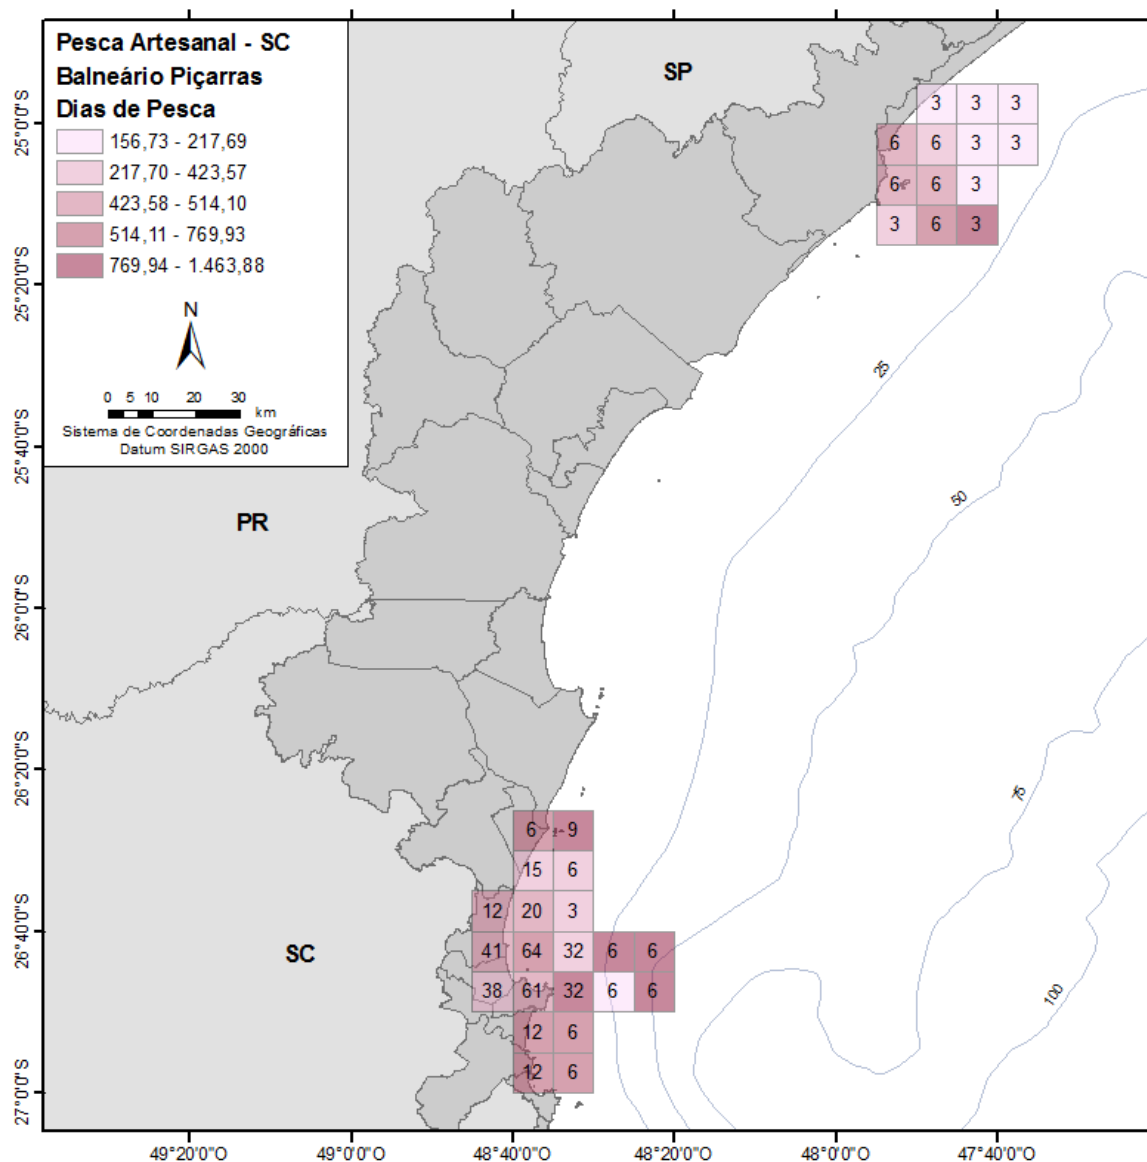 Pesca Artesanal - SC
Balneário Piçarras
Dias de Pesca
156,73 - 217,69
217,70 - 423,57
423,58 - 514,10
514,11 - 769,93
769,94 - 1.463,88
N
0 5 10 20 30 km
Sistema de Coordenadas Geográficas
Datum SIRGAS 2000
SP
PR
SC
3 3 3
6 6 3 3
6 6 3
3 6 3
25
50
75
100
6 9
15 6
12 20 3
41 64 32 6 6
38 61 32 6 6
12 6
12 6
25°0'0"S
25°20'0"S
25°40'0"S
26°0'0"S
26°20'0"S
26°40'0"S
27°0'0"S
49°20'0"O 49°0'0"O 48°40'0"O 48°20'0"O 48°0'0"O 47°40'0"O